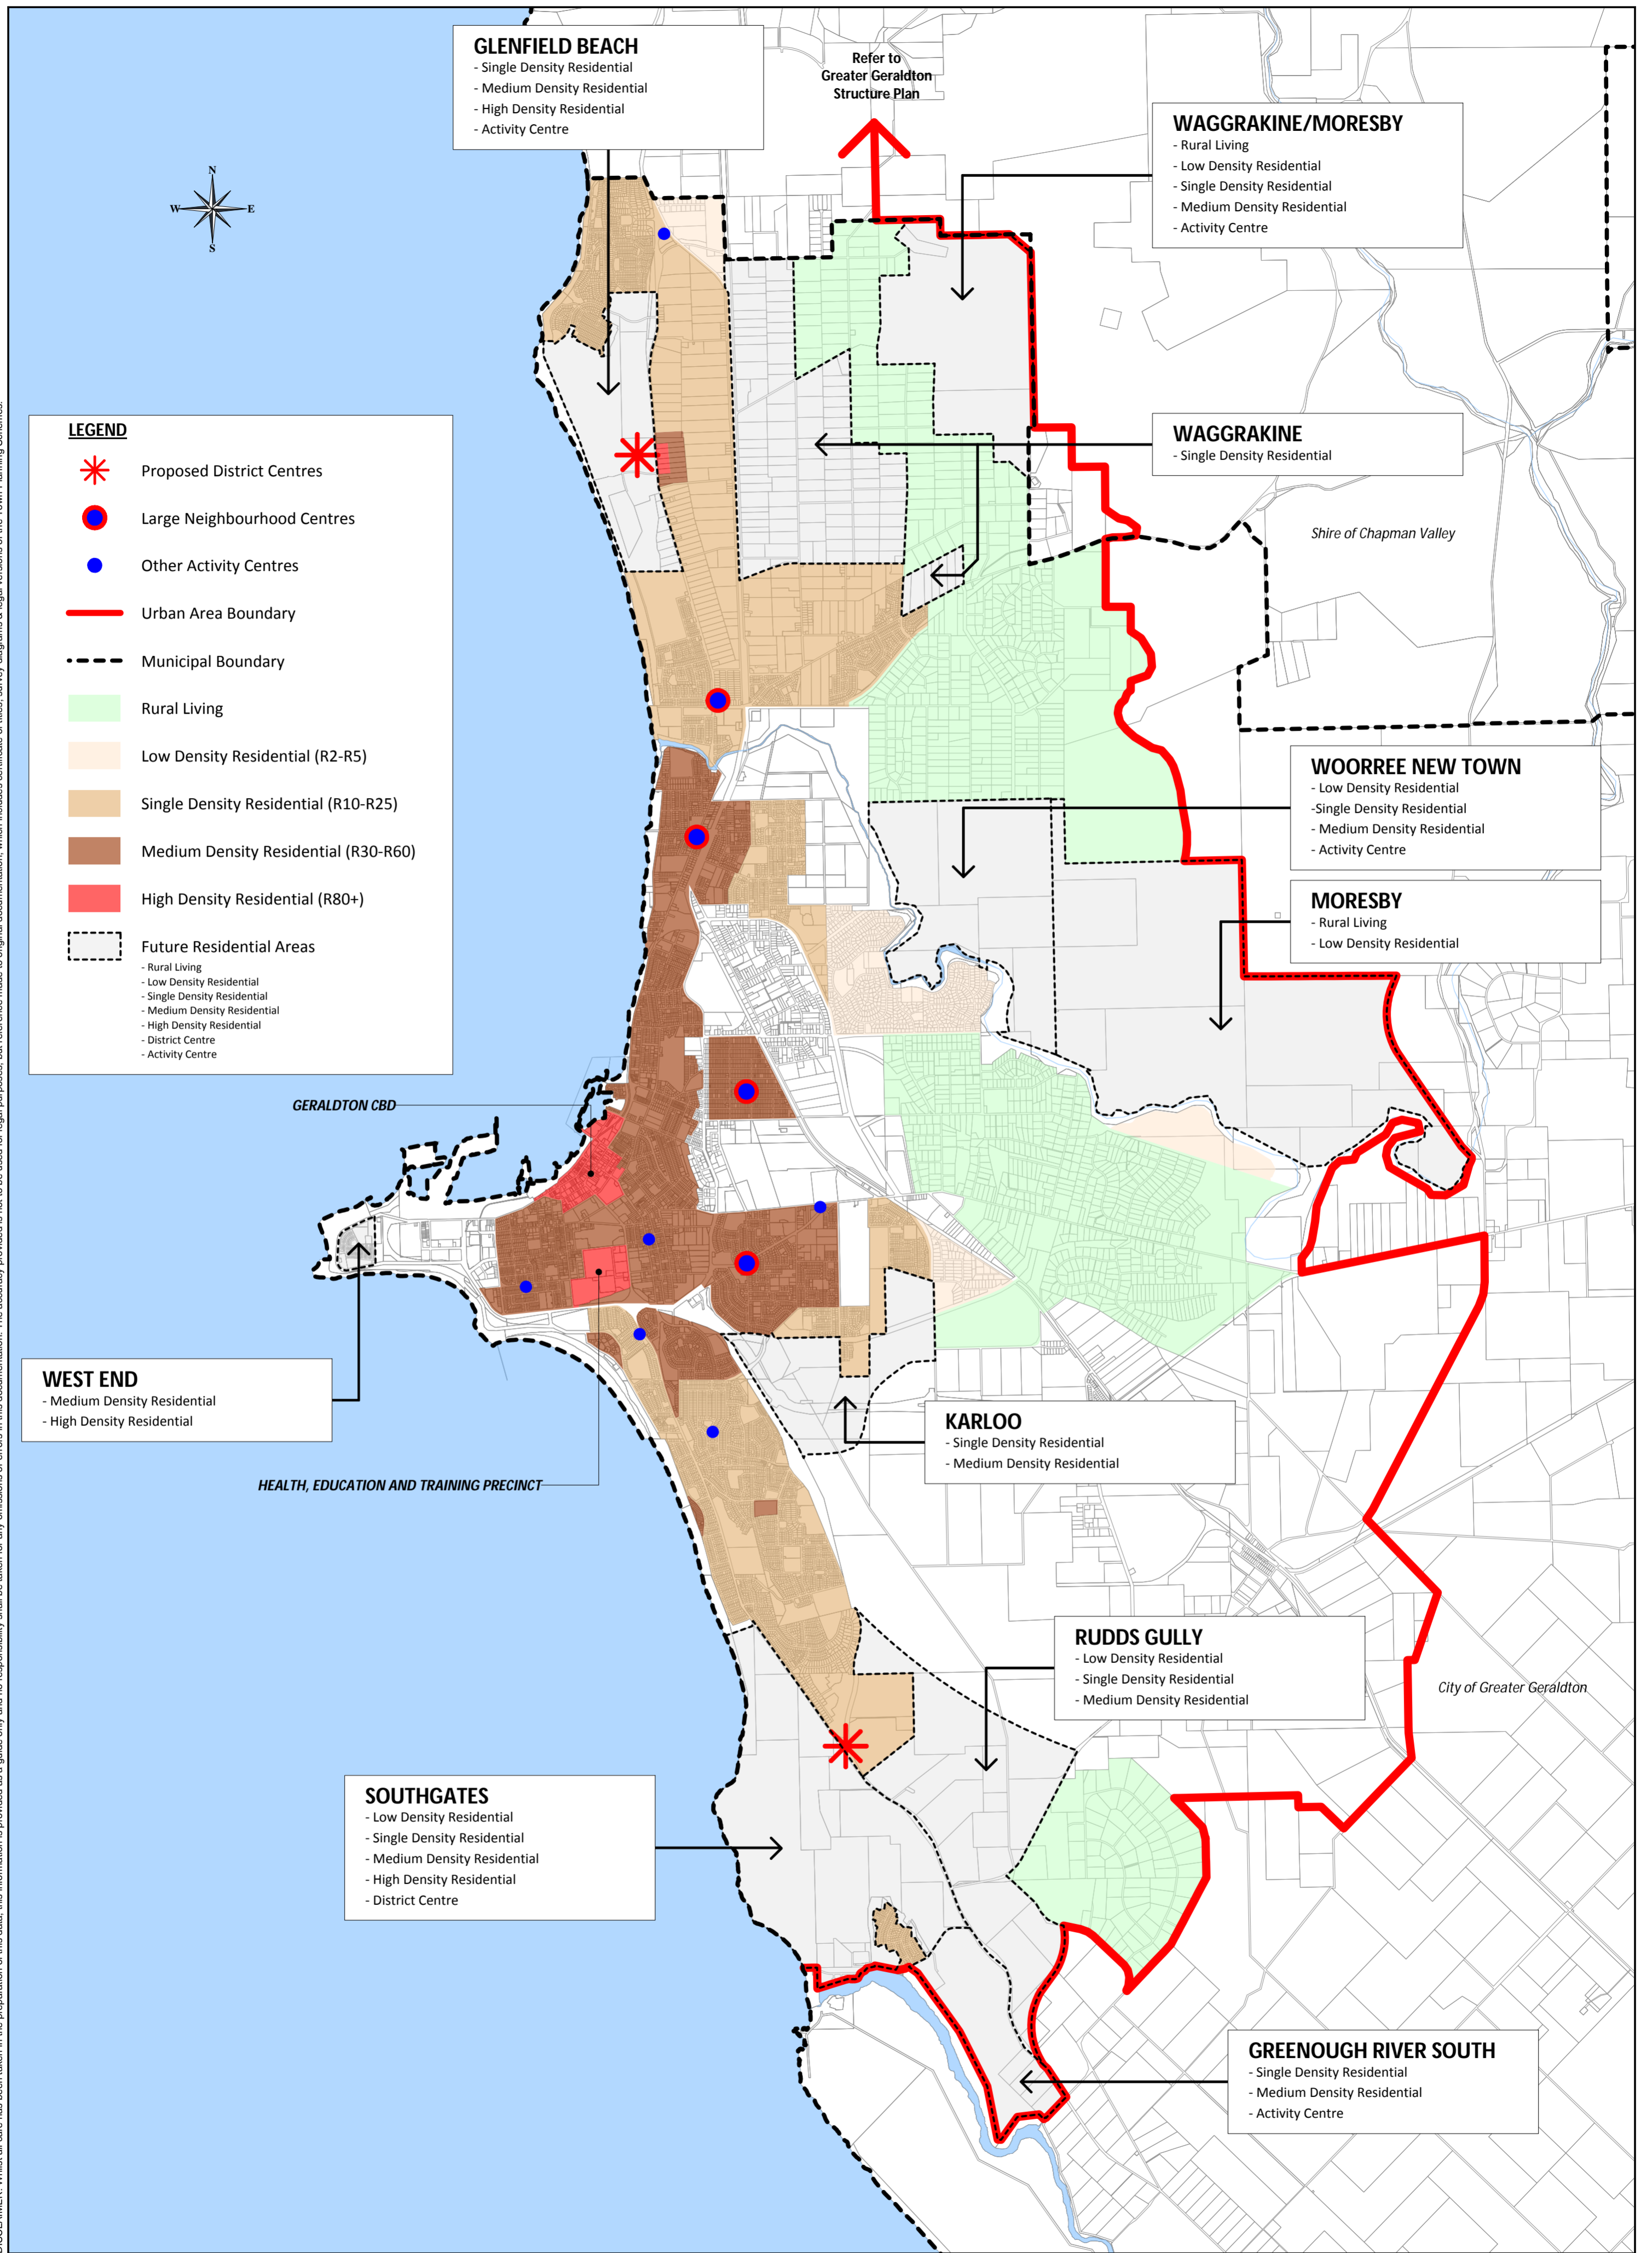 GLENFIELD BEACH
- Single Density Residential
- Medium Density Residential
- High Density Residential
- Activity Centre
Refer to
Greater Geraldton
Structure Plan
WAGGRAKINE/MORESBY
- Rural Living
- Low Density Residential
- Single Density Residential
- Medium Density Residential
- Activity Centre
N
W
E
S
WAGGRAKINE
- Single Density Residential
LEGEND
Proposed District Centres
Large Neighbourhood Centres
Other Activity Centres
Urban Area Boundary
Municipal Boundary
Rural Living
Low Density Residential (R2-R5)
Single Density Residential (R10-R25)
Medium Density Residential (R30-R60)
High Density Residential (R80+)
Future Residential Areas
- Rural Living
- Low Density Residential
- Single Density Residential
- Medium Density Residential
- High Density Residential
- District Centre
- Activity Centre
Shire of Chapman Valley
WOORREE NEW TOWN
- Low Density Residential
-Single Density Residential
- Medium Density Residential
- Activity Centre
MORESBY
- Rural Living
- Low Density Residential
GERALDTON CBD
WEST END
- Medium Density Residential
- High Density Residential
KARLOO
- Single Density Residential
- Medium Density Residential
HEALTH, EDUCATION AND TRAINING PRECINCT
RUDDS GULLY
- Low Density Residential
- Single Density Residential
- Medium Density Residential
City of Greater Geraldton
SOUTHGATES
- Low Density Residential
- Single Density Residential
- Medium Density Residential
- High Density Residential
- District Centre
GREENOUGH RIVER SOUTH
- Single Density Residential
- Medium Density Residential
- Activity Centre